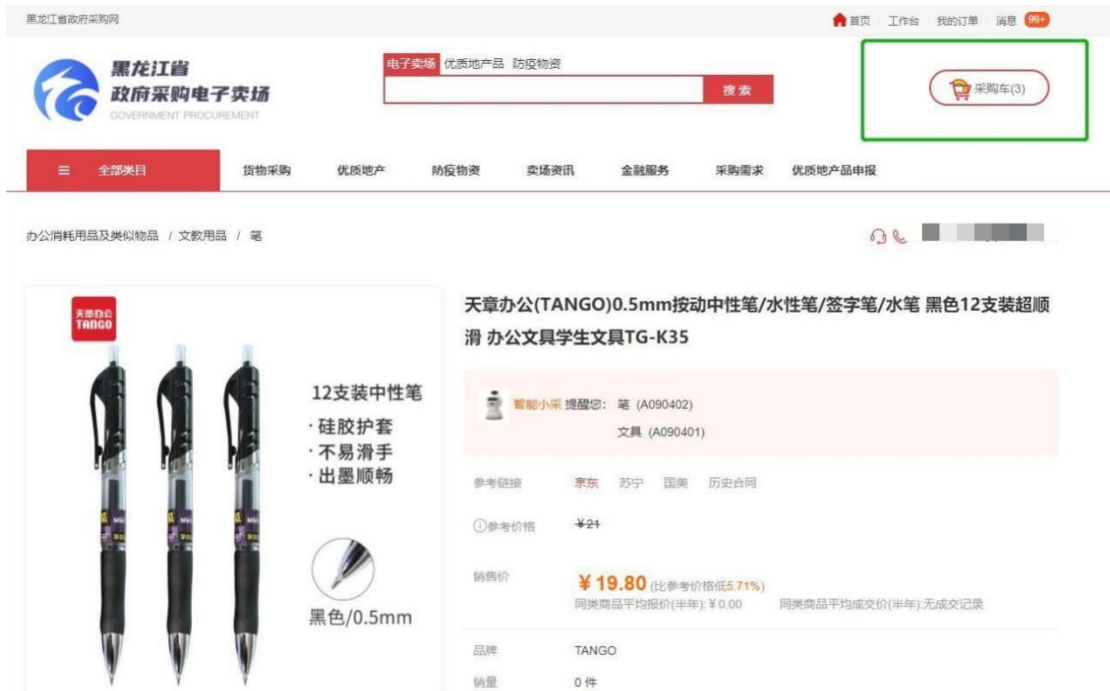 黑龙江省政府采购网
首页 工作台 我的订单 消息 99+
黑龙江省
政府采购电子卖场
GOVERNMENT PROCUREMENT
电子卖场 优质地产品 防疫物资
搜索
采购车(3)
全部类目 货物采购 优质地产 防疫物资 卖场资讯 金融服务 采购需求 优质地产品申报
办公消耗用品及类似物品 / 文教用品 / 笔
天章办公
TANGO
12支装中性笔
·硅胶护套
·不易滑手
·出墨顺畅
黑色/0.5mm
天章办公(TANGO)0.5mm按动中性笔/水性笔/签字笔/水笔 黑色12支装超顺
滑 办公文具学生文具TG-K35
智能小采 提醒您: 笔 (A090402)
文具 (A090401)
参考链接 京东 苏宁 国美 历史合同
参考价格 ¥21
销售价 ¥19.80 (比参考价格低5.71%)
同类商品平均报价(半年):¥0.00 同类商品平均成交价(半年):无成交记录
品牌 TANGO
销量 0 件